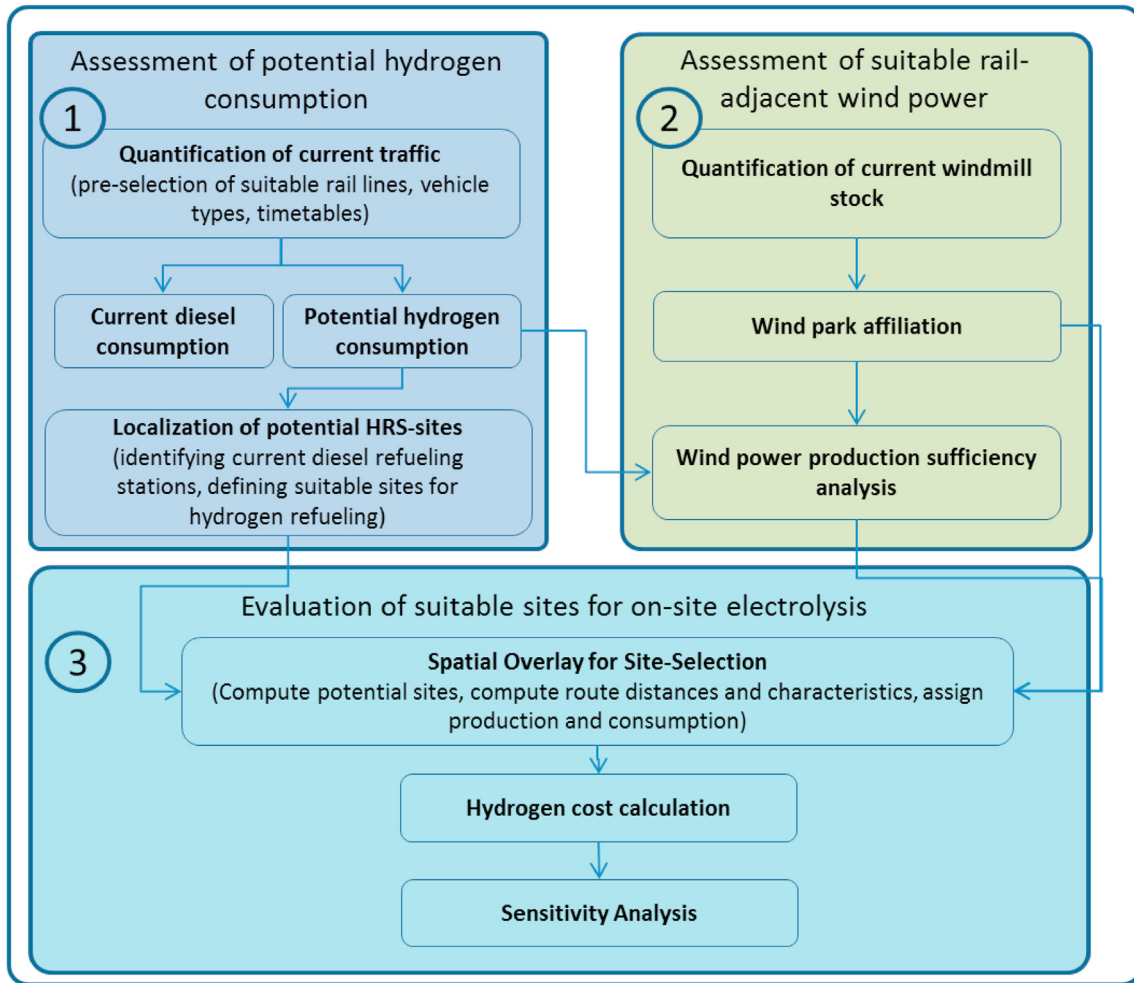 Assessment of potential hydrogen
consumption
1
Quantification of current traffic
(pre-selection of suitable rail lines, vehicle
types, timetables)
Current diesel
consumption
Potential hydrogen
consumption
Localization of potential HRS-sites
(identifying current diesel refueling
stations, defining suitable sites for
hydrogen refueling)
Assessment of suitable rail-
adjacent wind power
2
Quantification of current windmill
stock
Wind park affiliation
Wind power production sufficiency
analysis
Evaluation of suitable sites for on-site electrolysis
3
Spatial Overlay for Site-Selection
(Compute potential sites, compute route distances and characteristics, assign
production and consumption)
Hydrogen cost calculation
Sensitivity Analysis